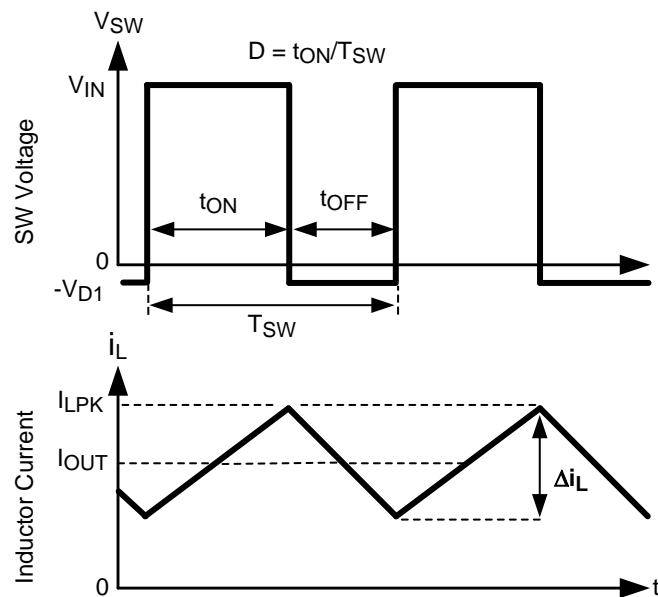 VSW
D = tON/TSW
VIN
SW Voltage
tON
tOFF
0
-VD1
TSW
iL
ILPK
IOUT
Inductor Current
ΔiL
0
t